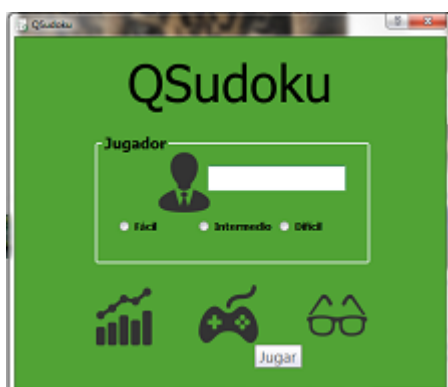 QSudoku
QSudoku
Jugador
Fácil Intermedio Difícil
Jugar